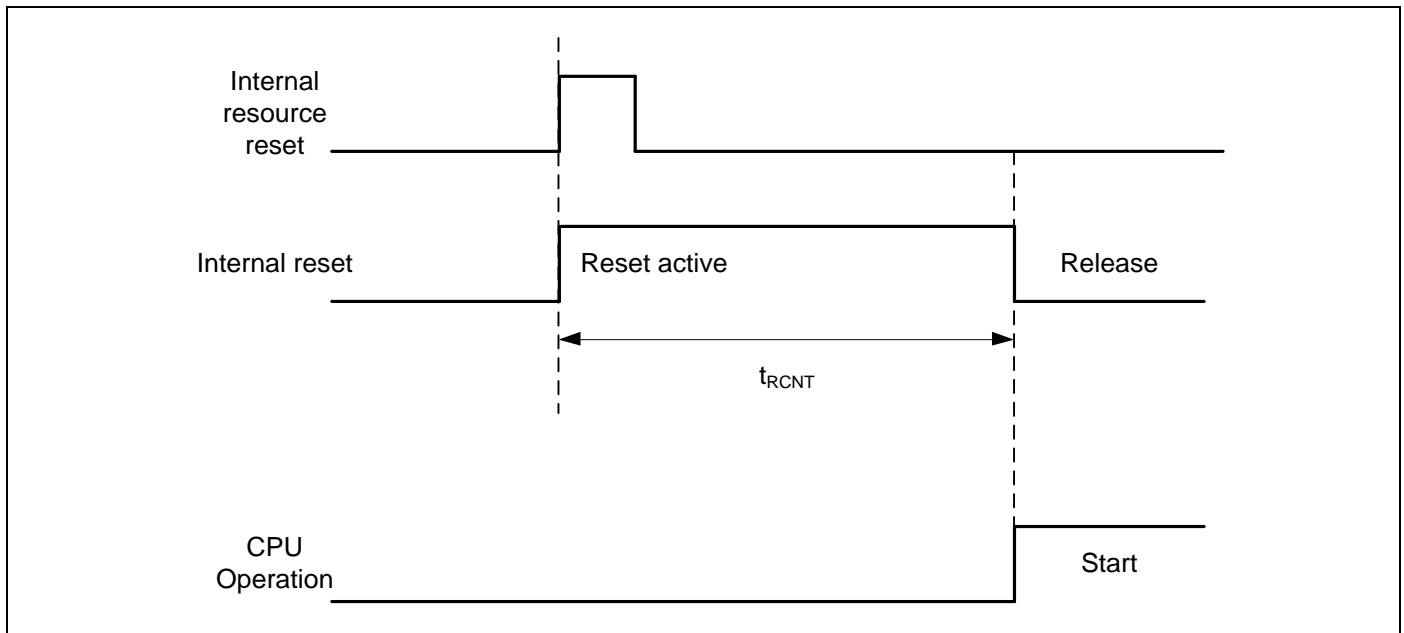 Internal
resource
reset
Internal reset
Reset active
Release
tRCNT
CPU
Operation
Start